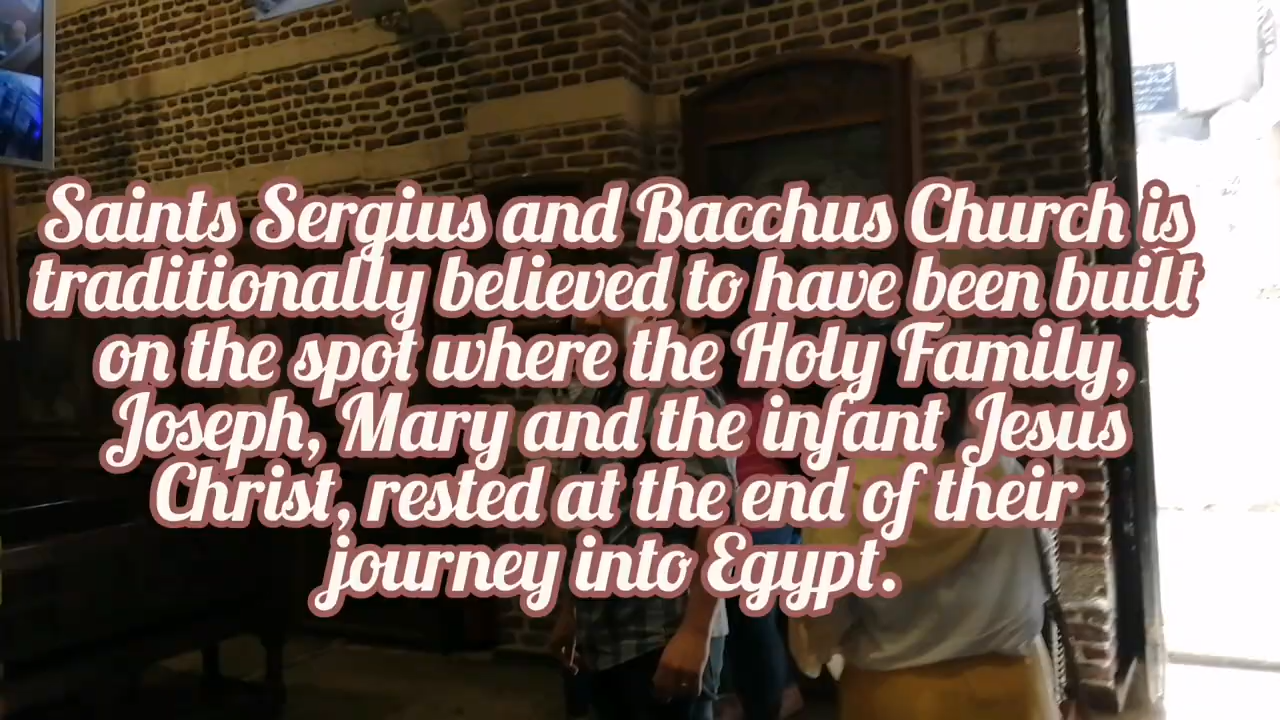 Saints Sergius and Bacchus Church is
traditionally believed to have been built
on the spot where the Holy Family,
Joseph, Mary and the infant Jesus
Christ, rested at the end of their
journey into Egypt.